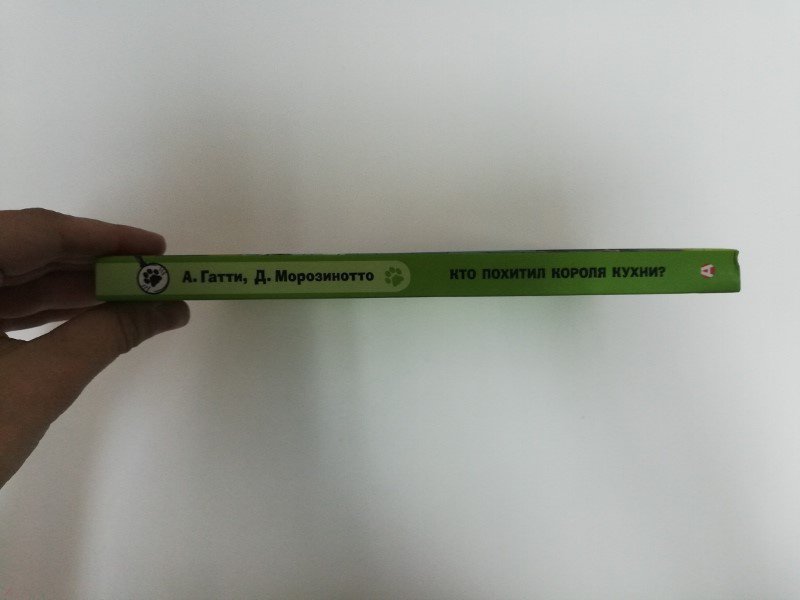 А. Гатти, Д. Морозинотто
КТО ПОХИТИЛ КОРОЛЯ КУХНИ?
А